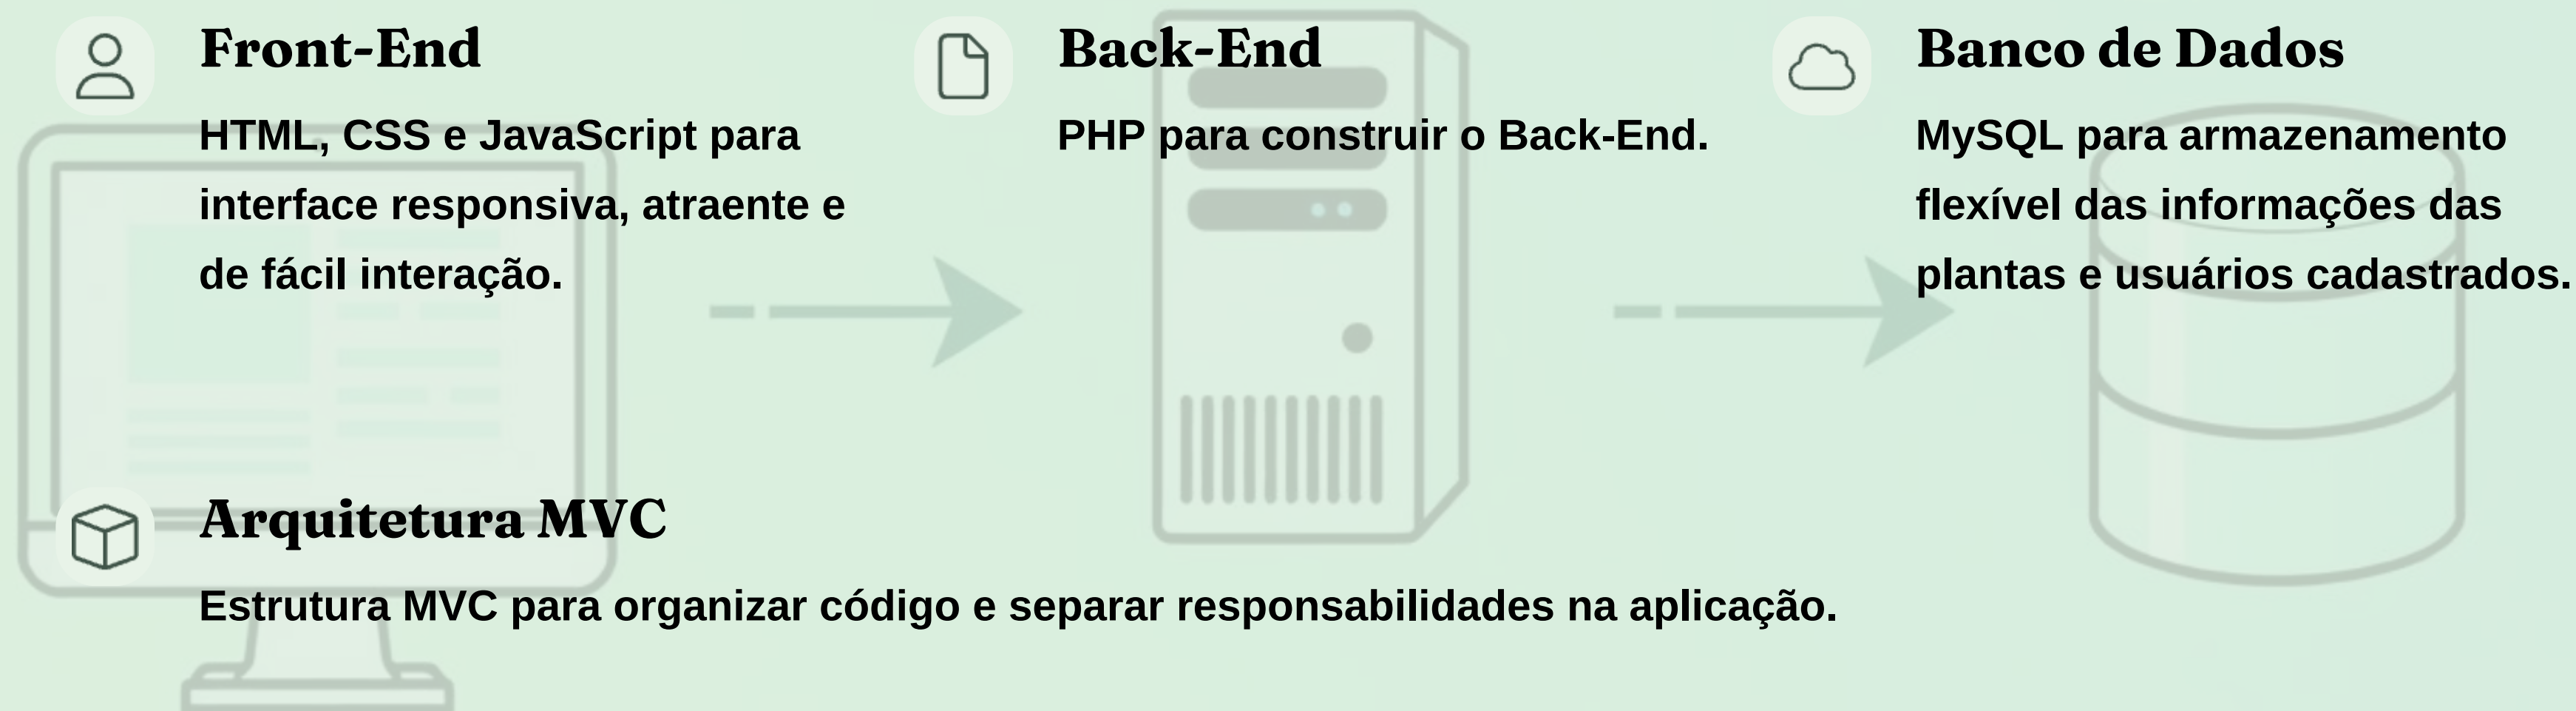 Front-End
HTML, CSS e JavaScript para
interface responsiva, atraente e
de fácil interação.
Back-End
PHP para construir o Back-End.
Banco de Dados
MySQL para armazenamento
flexível das informações das
plantas e usuários cadastrados.
Arquitetura MVC
Estrutura MVC para organizar código e separar responsabilidades na aplicação.